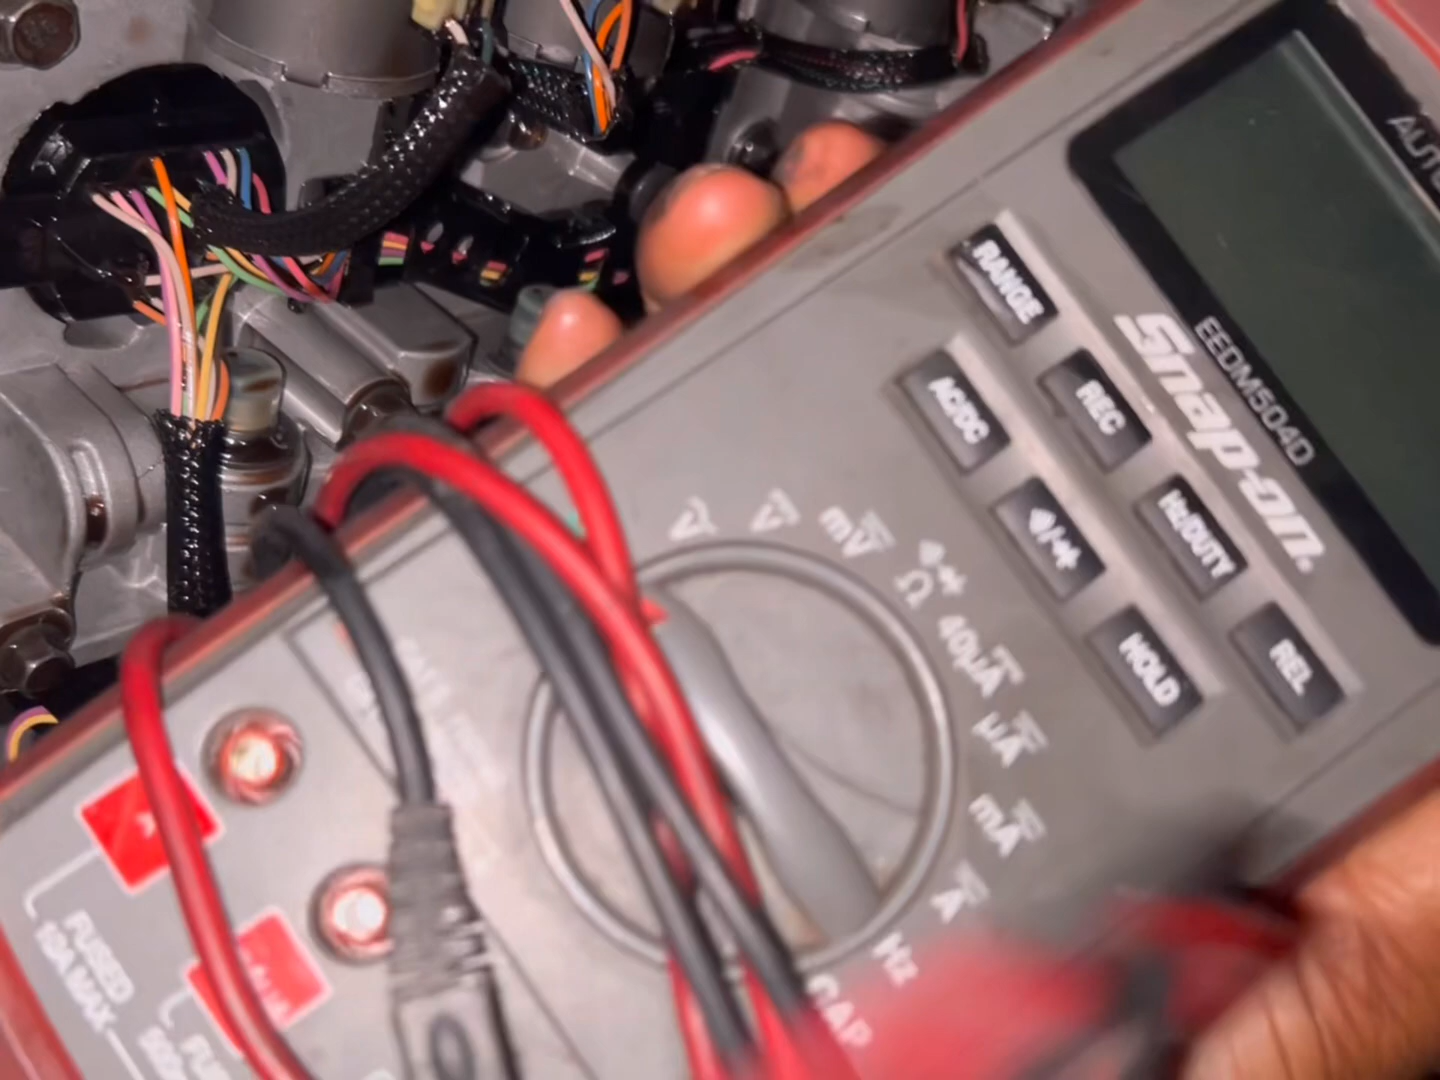 AUTO
EEDM504D
Snap-on.
RANGE
REC
AC/DC
Hz/DUTY
HOLD
REL
V
V
mV
Ω
40µA
µA
mA
A
Hz
CAP
A
FUSED
10A MAX